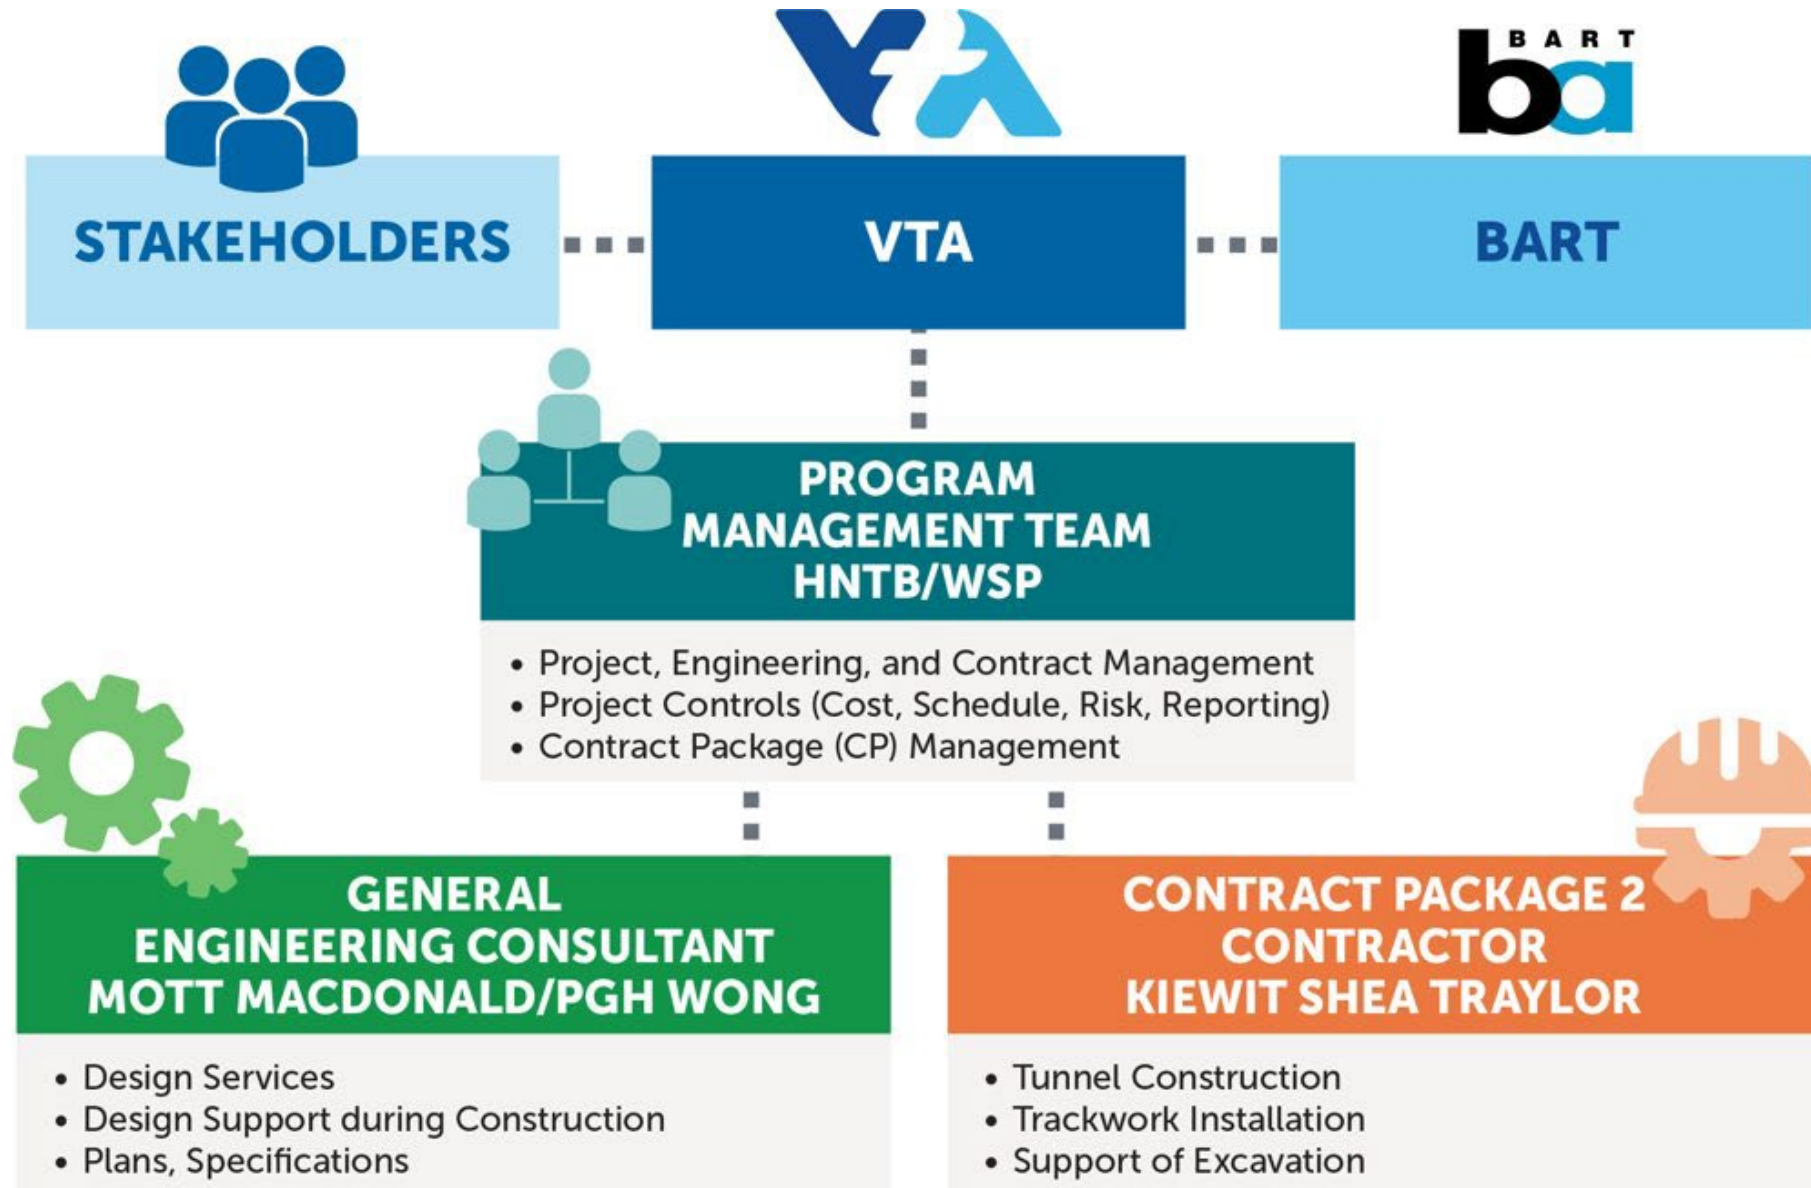 BART
ba
STAKEHOLDERS
VTA
BART
PROGRAM
MANAGEMENT TEAM
HNTB/WSP
• Project, Engineering, and Contract Management
• Project Controls (Cost, Schedule, Risk, Reporting)
• Contract Package (CP) Management
GENERAL
ENGINEERING CONSULTANT
MOTT MACDONALD/PGH WONG
• Design Services
• Design Support during Construction
• Plans, Specifications
CONTRACT PACKAGE 2
CONTRACTOR
KIEWIT SHEA TRAYLOR
• Tunnel Construction
• Trackwork Installation
• Support of Excavation